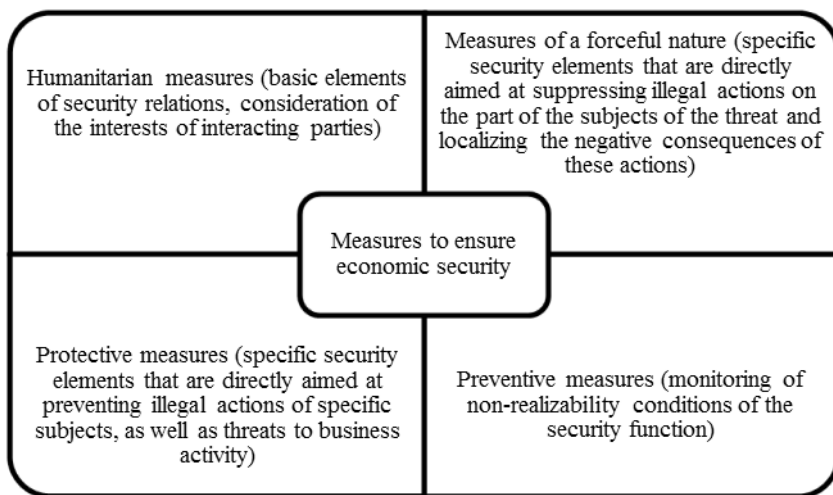 Humanitarian measures (basic elements
of security relations, consideration of
the interests of interacting parties)
Measures of a forceful nature (specific
security elements that are directly
aimed at suppressing illegal actions on
the part of the subjects of the threat and
localizing the negative consequences of
these actions)
Measures to ensure
economic security
Protective measures (specific security
elements that are directly aimed at
preventing illegal actions of specific
subjects, as well as threats to business
activity)
Preventive measures (monitoring of
non-realizability conditions of the
security function)